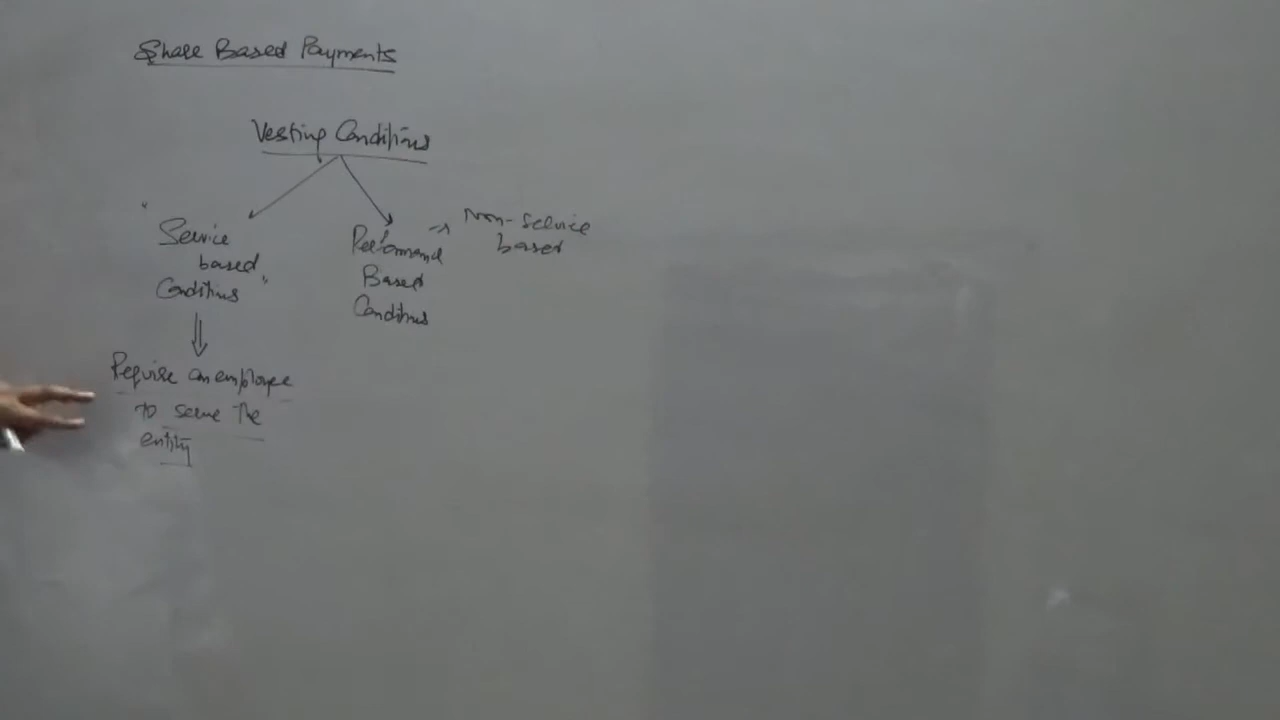 Share Based Payments
Vesting Conditions
"Service
based
Conditions"
Performance
Based
Conditions
→ Non-Service
based
Require an employee
to serve the
entity